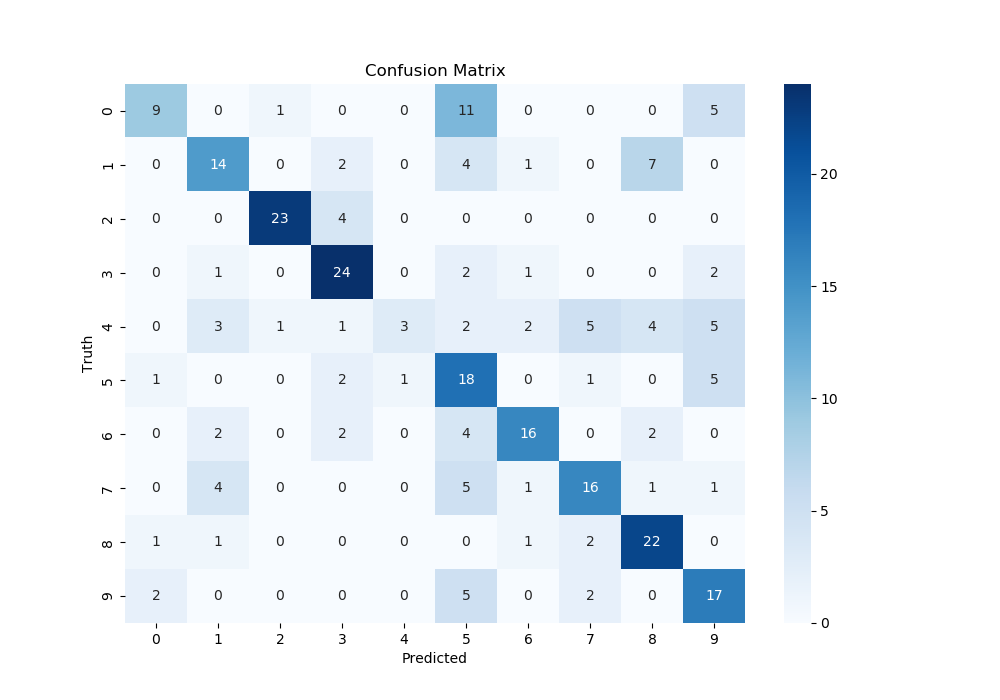 Confusion Matrix
0 9 0 1 0 0 11 0 0 0 5
1 0 14 0 2 0 4 1 0 7 0
2 0 0 23 4 0 0 0 0 0 0
3 0 1 0 24 0 2 1 0 0 2
4 0 3 1 1 3 2 2 5 4 5
5 1 0 0 2 1 18 0 1 0 5
6 0 2 0 2 0 4 16 0 2 0
7 0 4 0 0 0 5 1 16 1 1
8 1 1 0 0 0 0 1 2 22 0
9 2 0 0 0 0 5 0 2 0 17
0 1 2 3 4 5 6 7 8 9
Predicted
Truth
20
15
10
5
0